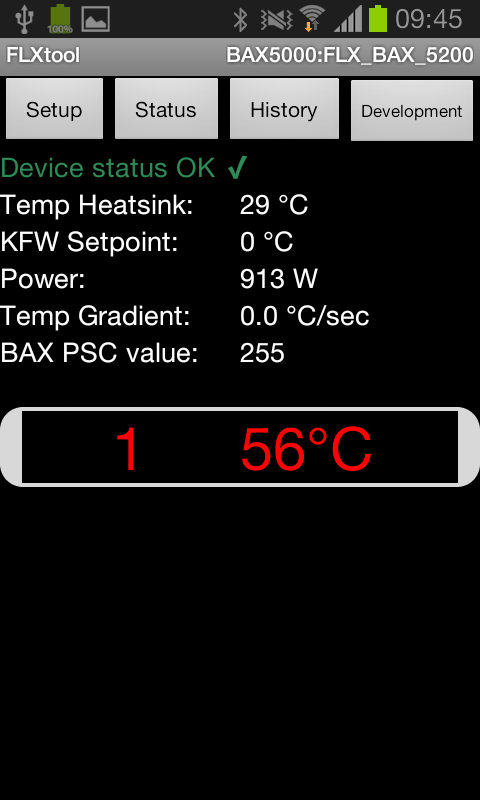 100% 09:45
FLXtool BAX5000:FLX_BAX_5200
Setup Status History Development
Device status OK ✓
Temp Heatsink: 29 °C
KFW Setpoint: 0 °C
Power: 913 W
Temp Gradient: 0.0 °C/sec
BAX PSC value: 255
1 56°C